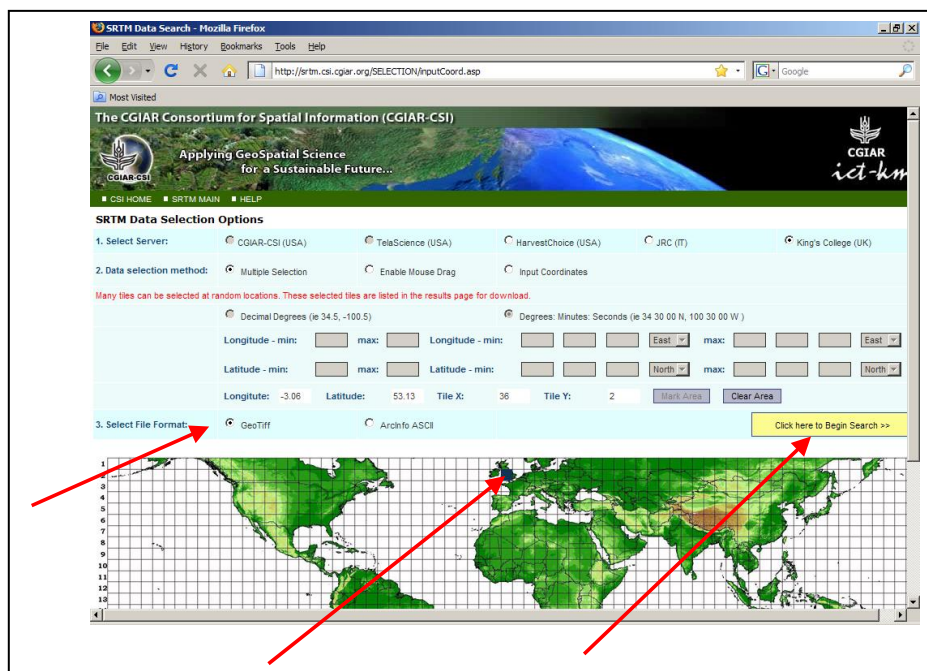 SRTM Data Search - Mozilla Firefox
File Edit View History Bookmarks Tools Help
http://srtm.csi.cgiar.org/SELECTION/inputCoord.asp
G Google
Most Visited
The CGIAR Consortium for Spatial Information (CGIAR-CSI)
Applying GeoSpatial Science
for a Sustainable Future...
CGIAR-CSI
CGIAR
ict-km
CSI HOME SRTM MAIN HELP
SRTM Data Selection Options
1. Select Server: CGIAR-CSI (USA) TelaScience (USA) HarvestChoice (USA) JRC (IT) King's College (UK)
2. Data selection method: Multiple Selection Enable Mouse Drag Input Coordinates
Many tiles can be selected at random locations. These selected tiles are listed in the results page for download.
Decimal Degrees (ie 34.5, -100.5) Degrees: Minutes: Seconds (ie 34 30 00 N, 100 30 00 W )
Longitude - min: max: Longitude - min: East max: East
Latitude - min: max: Latitude - min: North max: North
Longitute: -3.06 Latitude: 53.13 Tile X: 36 Tile Y: 2 Mark Area Clear Area
3. Select File Format: GeoTiff ArcInfo ASCII Click here to Begin Search >>
1
2
3
4
5
6
7
8
9
10
11
12
13